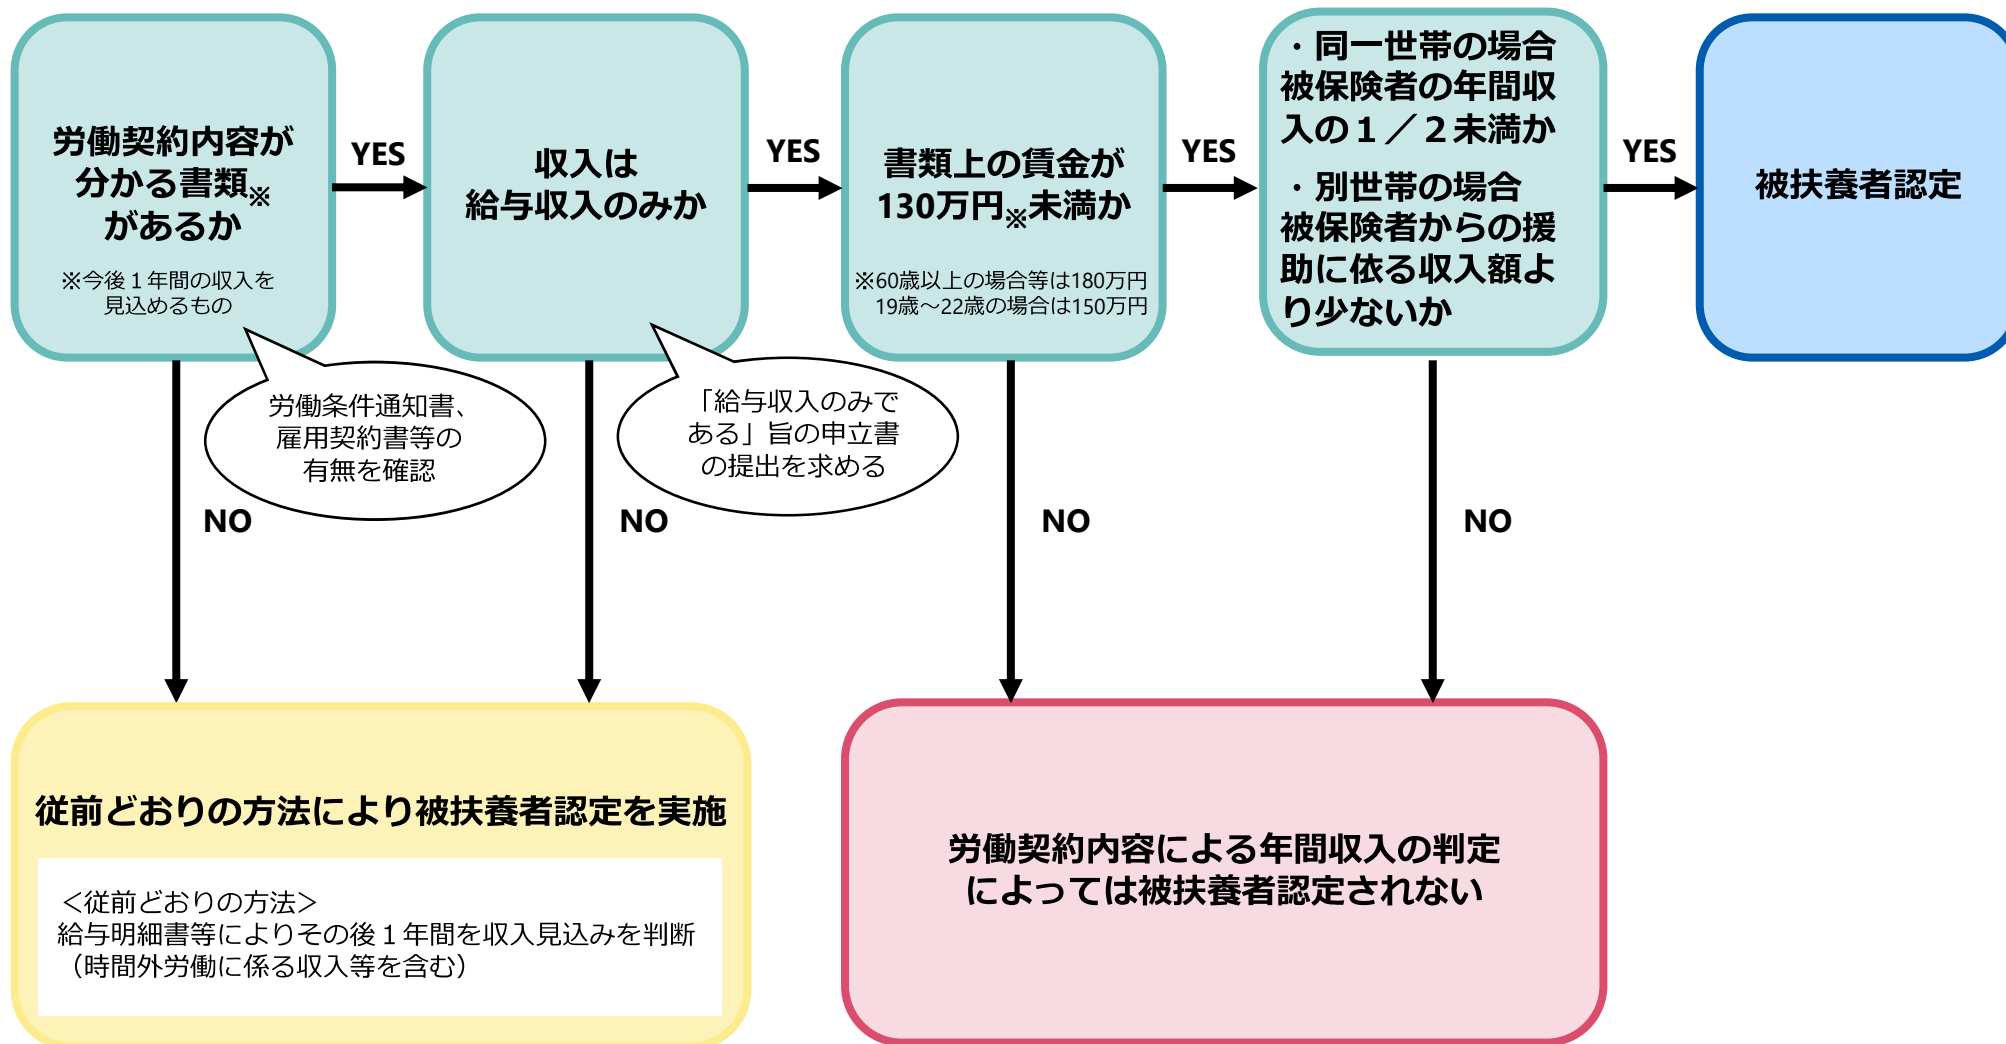 労働契約内容が
分かる書類※
があるか
※今後１年間の収入を
見込めるもの
YES
収入は
給与収入のみか
YES
書類上の賃金が
130万円※未満か
※60歳以上の場合等は180万円
19歳～22歳の場合は150万円
YES
・同一世帯の場合
被保険者の年間収
入の１／２未満か
・別世帯の場合
被保険者からの援
助に依る収入額よ
り少ないか
YES
被扶養者認定
労働条件通知書、
雇用契約書等の
有無を確認
「給与収入のみで
ある」旨の申立書
の提出を求める
NO
NO
NO
NO
従前どおりの方法により被扶養者認定を実施
＜従前どおりの方法＞
給与明細書等によりその後１年間を収入見込みを判断
（時間外労働に係る収入等を含む）
労働契約内容による年間収入の判定
によっては被扶養者認定されない